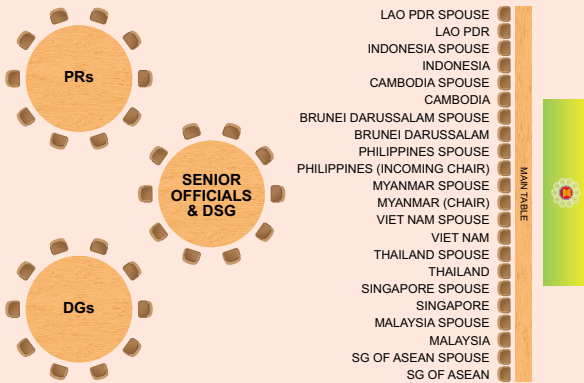 PRs
SENIOR
OFFICIALS
& DSG
DGs
LAO PDR SPOUSE
LAO PDR
INDONESIA SPOUSE
INDONESIA
CAMBODIA SPOUSE
CAMBODIA
BRUNEI DARUSSALAM SPOUSE
BRUNEI DARUSSALAM
PHILIPPINES SPOUSE
PHILIPPINES (INCOMING CHAIR)
MYANMAR SPOUSE
MYANMAR (CHAIR)
VIET NAM SPOUSE
VIET NAM
THAILAND SPOUSE
THAILAND
SINGAPORE SPOUSE
SINGAPORE
MALAYSIA SPOUSE
MALAYSIA
SG OF ASEAN SPOUSE
SG OF ASEAN
MAIN TABLE